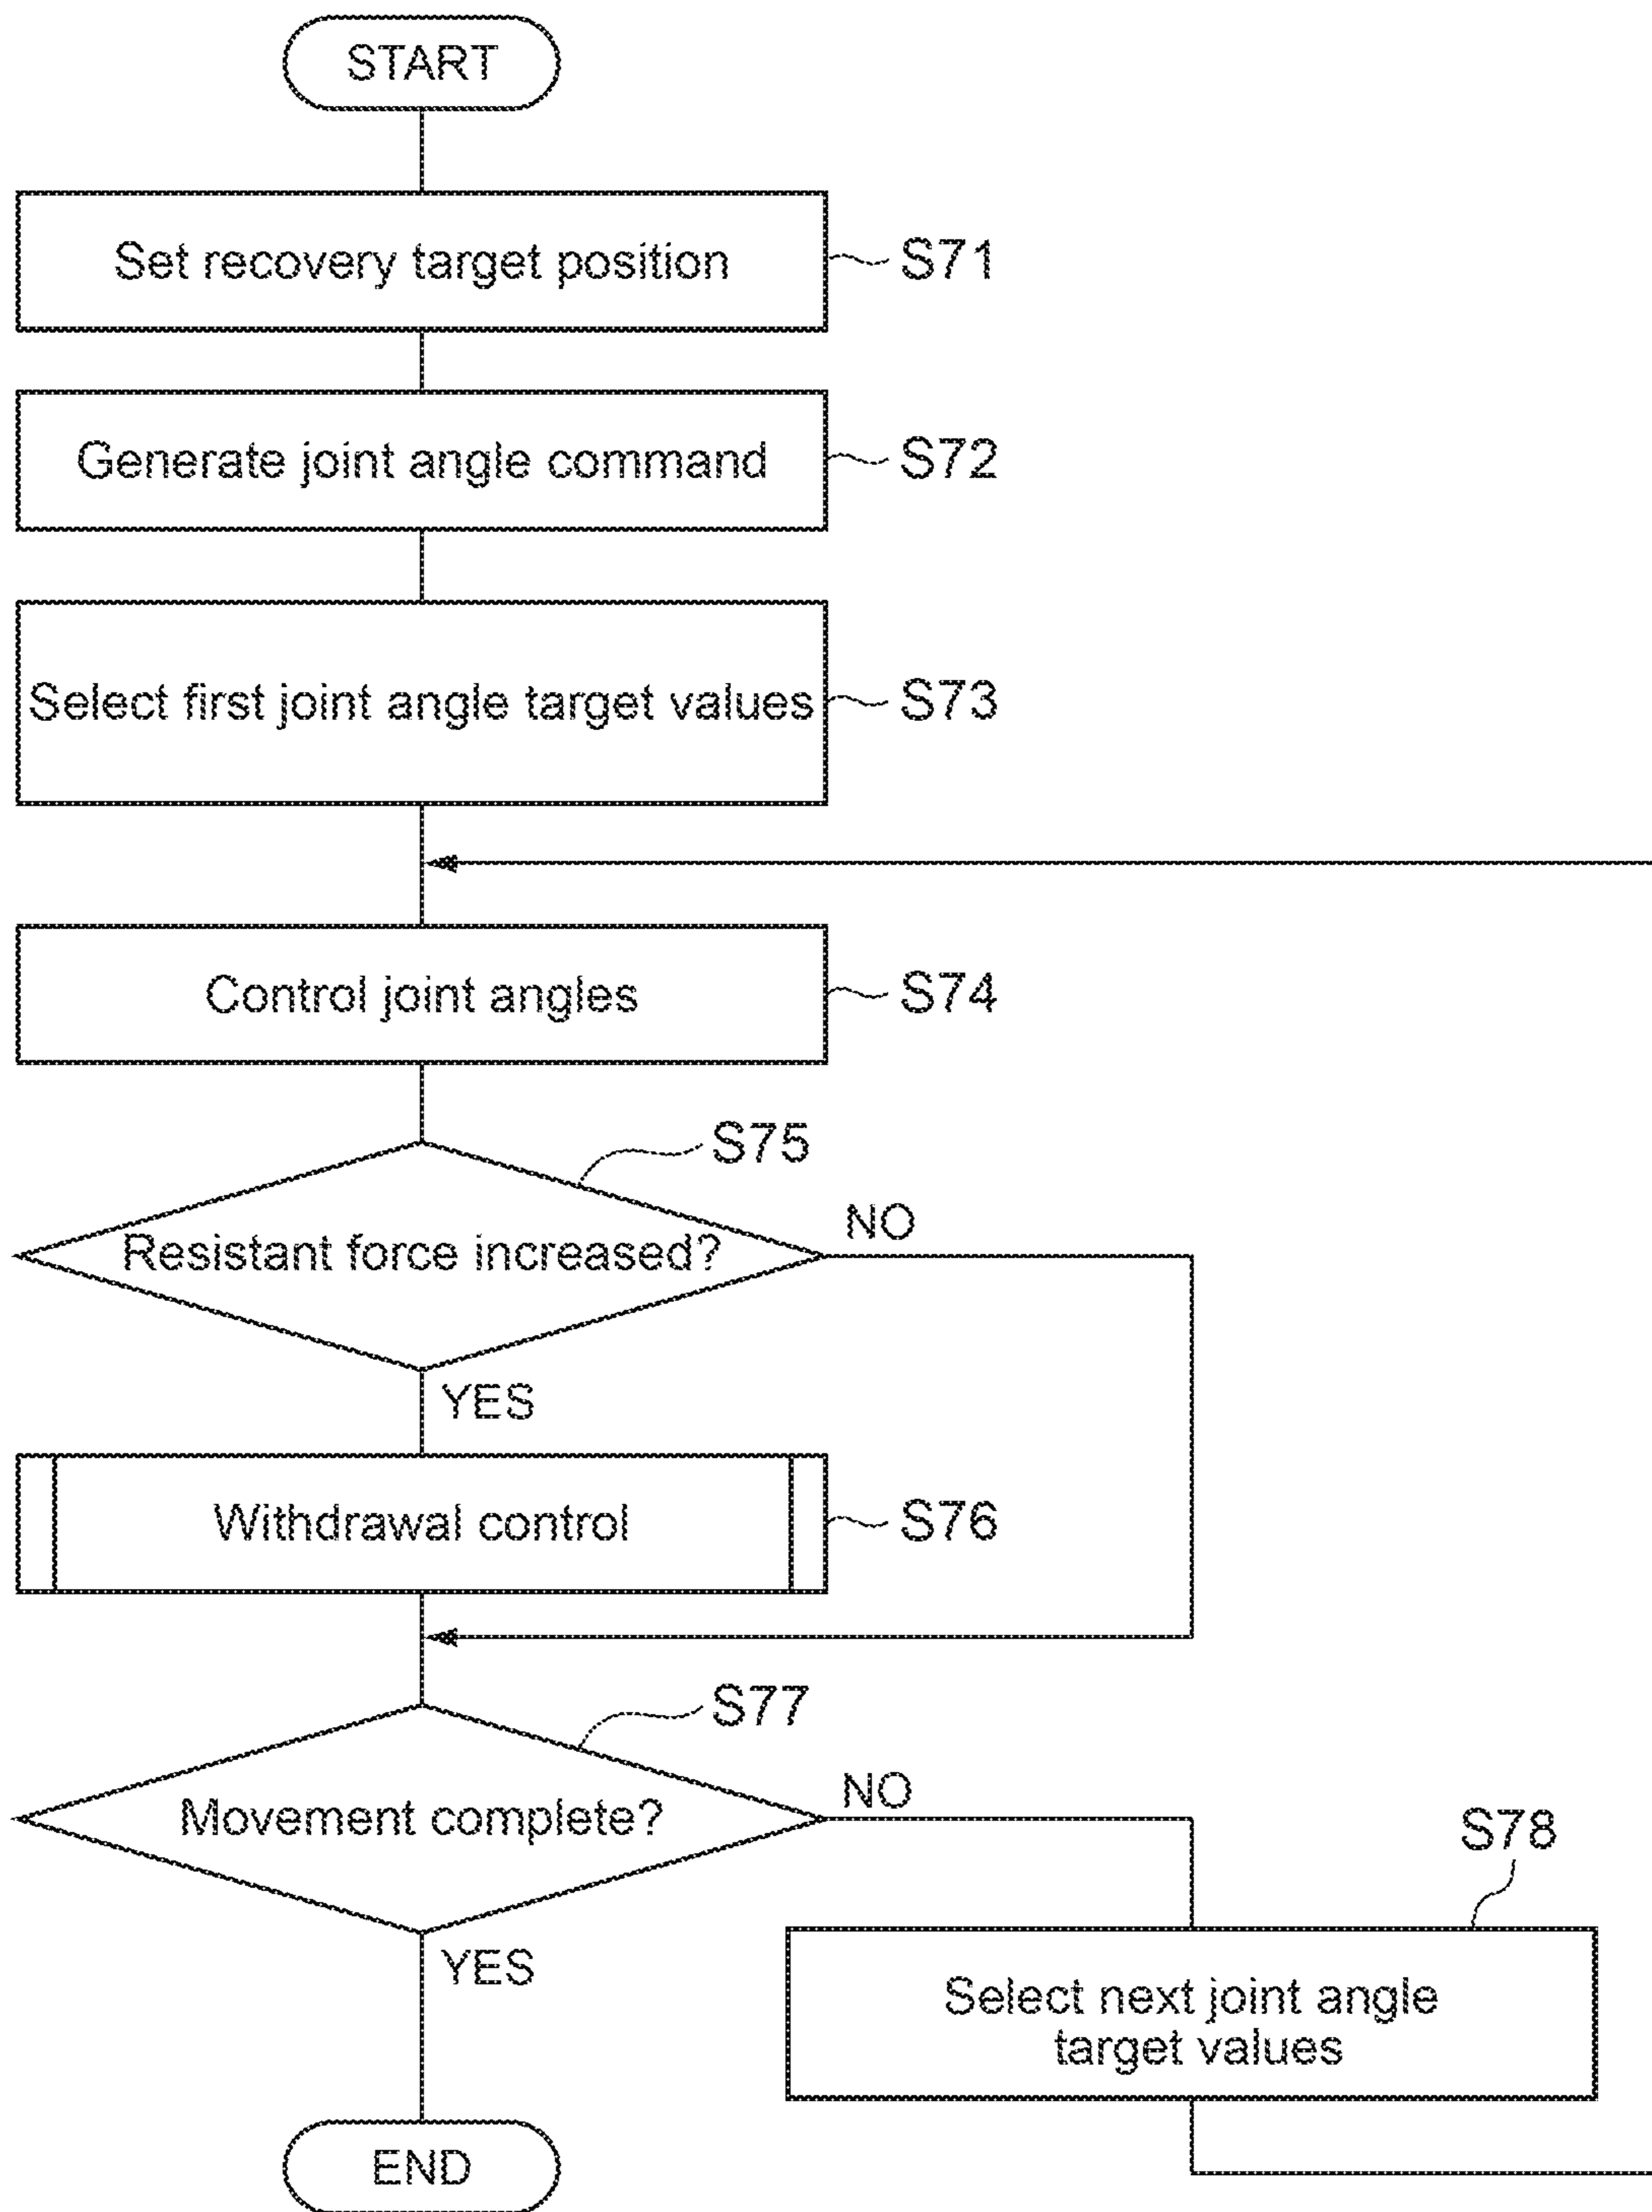 START
Set recovery target position
S71
Generate joint angle command
S72
Select first joint angle target values
S73
Control joint angles
S74
S75
Resistant force increased?
NO
YES
Withdrawal control
S76
S77
Movement complete?
NO
S78
YES
Select next joint angle
target values
END